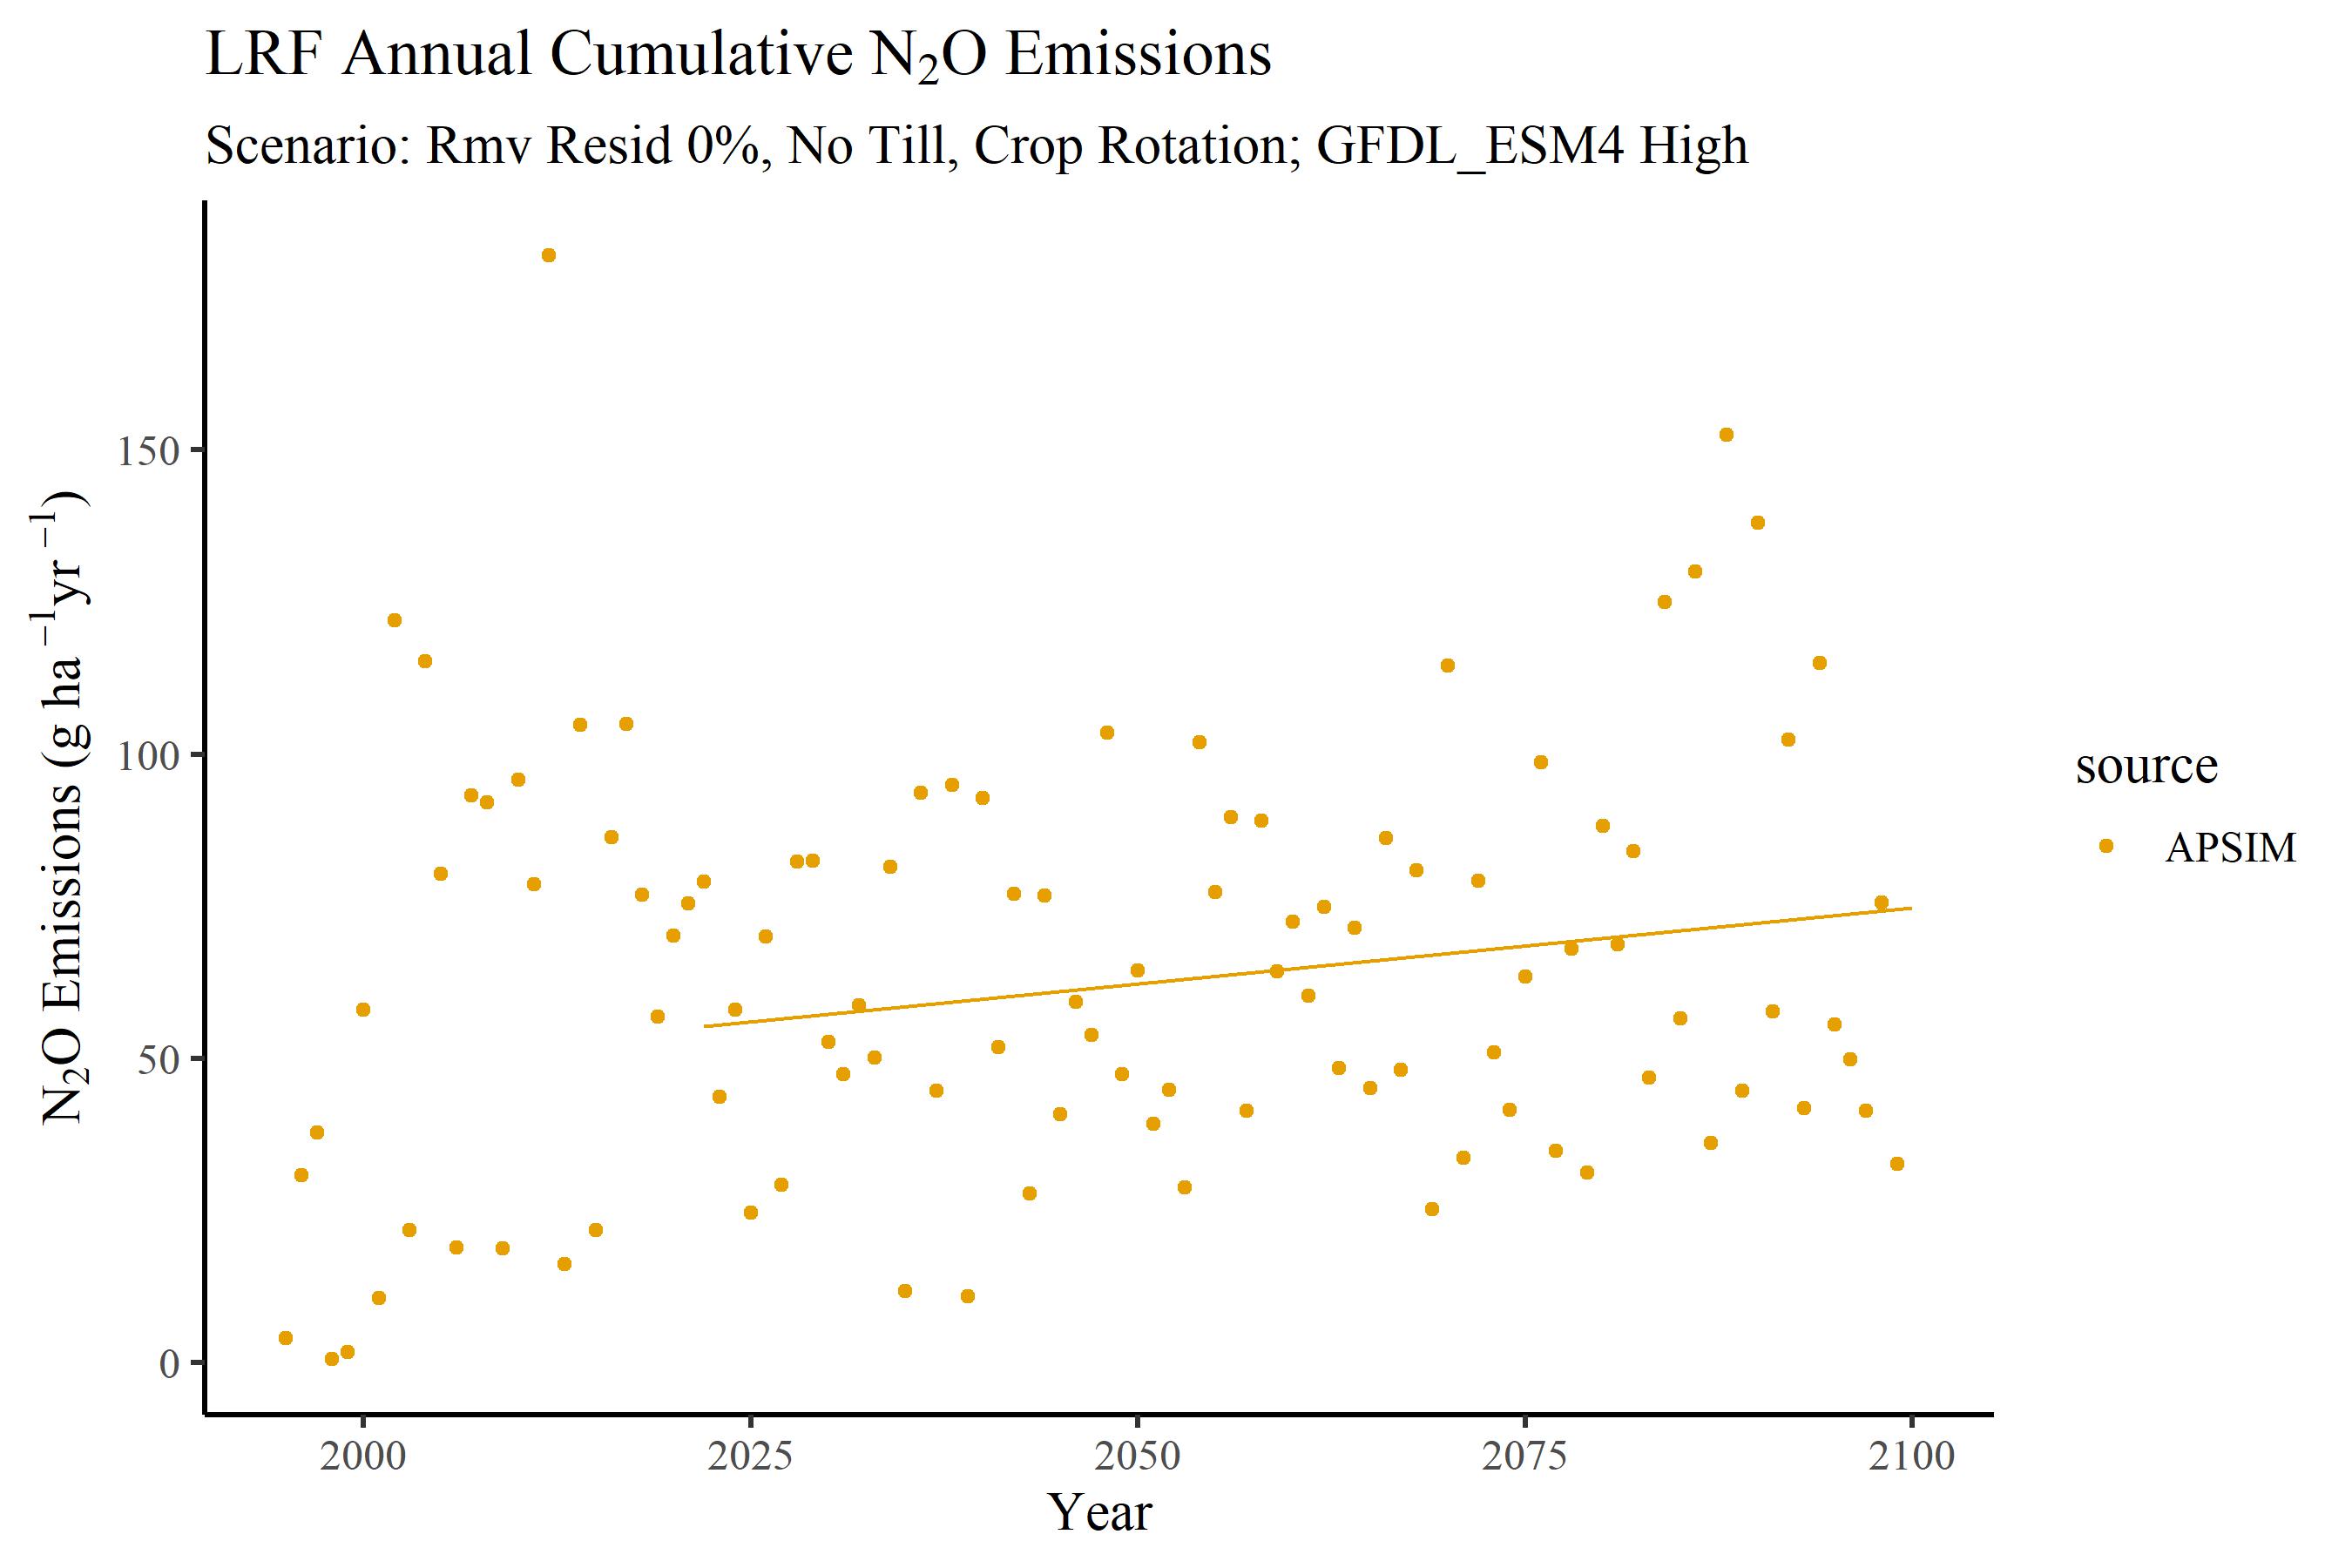 LRF Annual Cumulative N₂O Emissions
Scenario: Rmv Resid 0%, No Till, Crop Rotation; GFDL_ESM4 High
N₂O Emissions (g ha⁻¹yr⁻¹)
150
100
50
0
2000 2025 2050 2075 2100
Year
source
APSIM